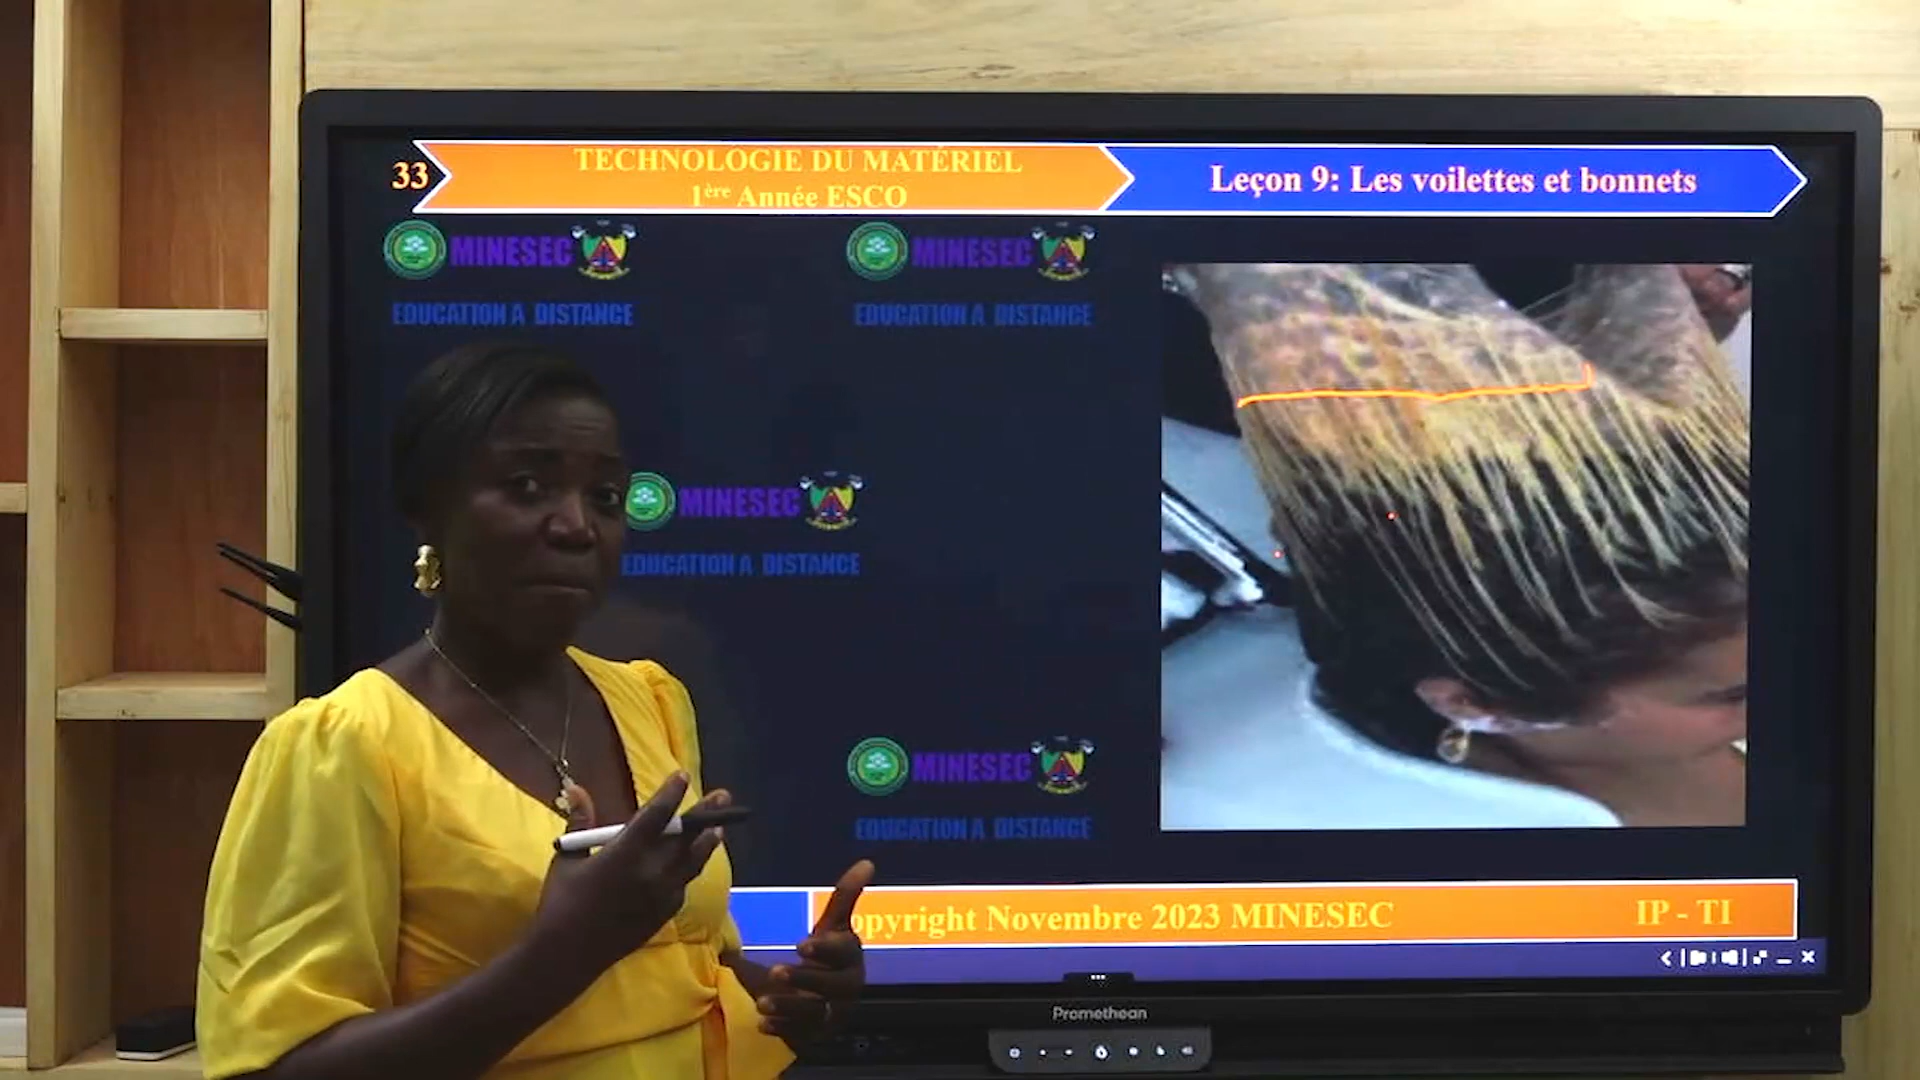 33
TECHNOLOGIE DU MATÉRIEL
1ère Année ESCO
Leçon 9: Les voilettes et bonnets
MINESEC
EDUCATION A DISTANCE
MINESEC
EDUCATION A DISTANCE
MINESEC
EDUCATION A DISTANCE
MINESEC
EDUCATION A DISTANCE
opyright Novembre 2023 MINESEC
IP - TI
Promethean